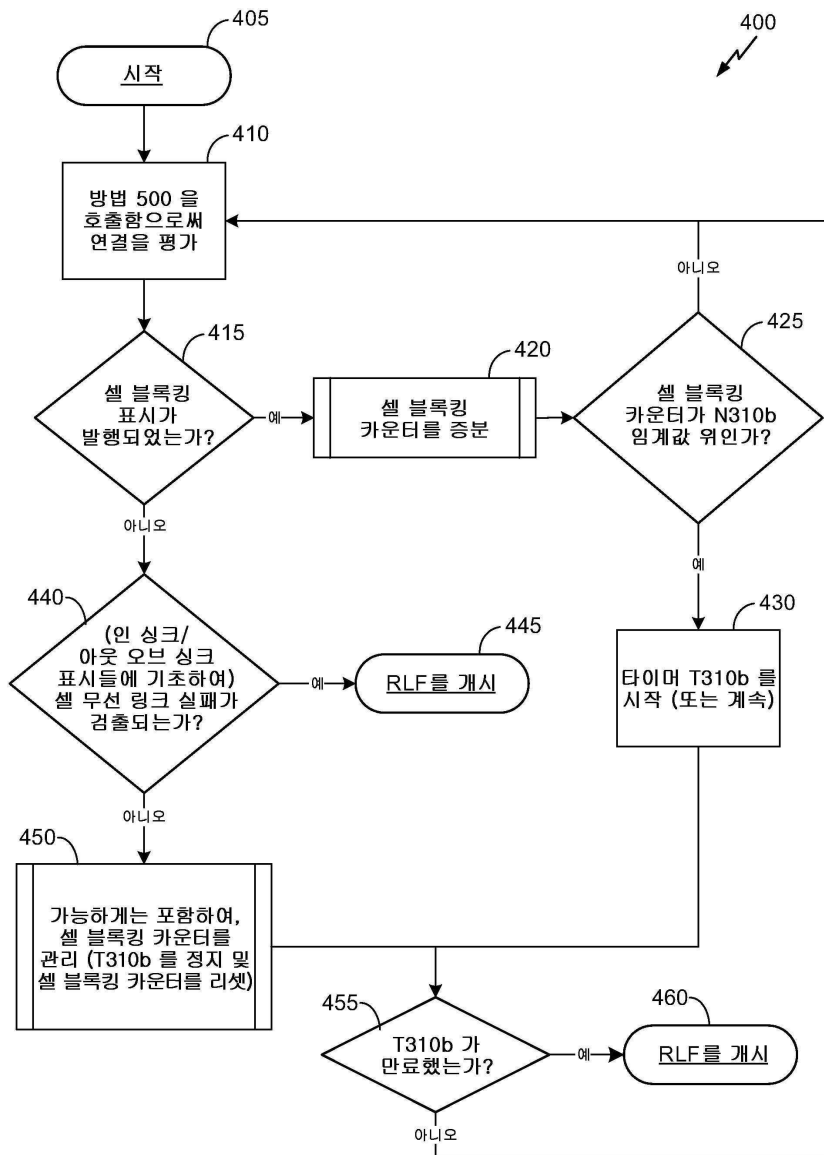 405
400
시작
410
방법 500 을
호출함으로써
연결을 평가
아니오
415
셀 블록킹
표시가
발행되었는가?
예
420
셀 블록킹
카운터를 증분
425
셀 블록킹
카운터가 N310b
임계값 위인가?
아니오
예
440
(인 싱크/
아웃 오브 싱크
표시들에 기초하여)
셀 무선 링크 실패가
검출되는가?
예
445
RLF를 개시
430
타이머 T310b 를
시작 (또는 계속)
아니오
450
가능하게는 포함하여,
셀 블록킹 카운터를
관리 (T310b 를 정지 및
셀 블록킹 카운터를 리셋)
455
T310b 가
만료했는가?
예
460
RLF를 개시
아니오